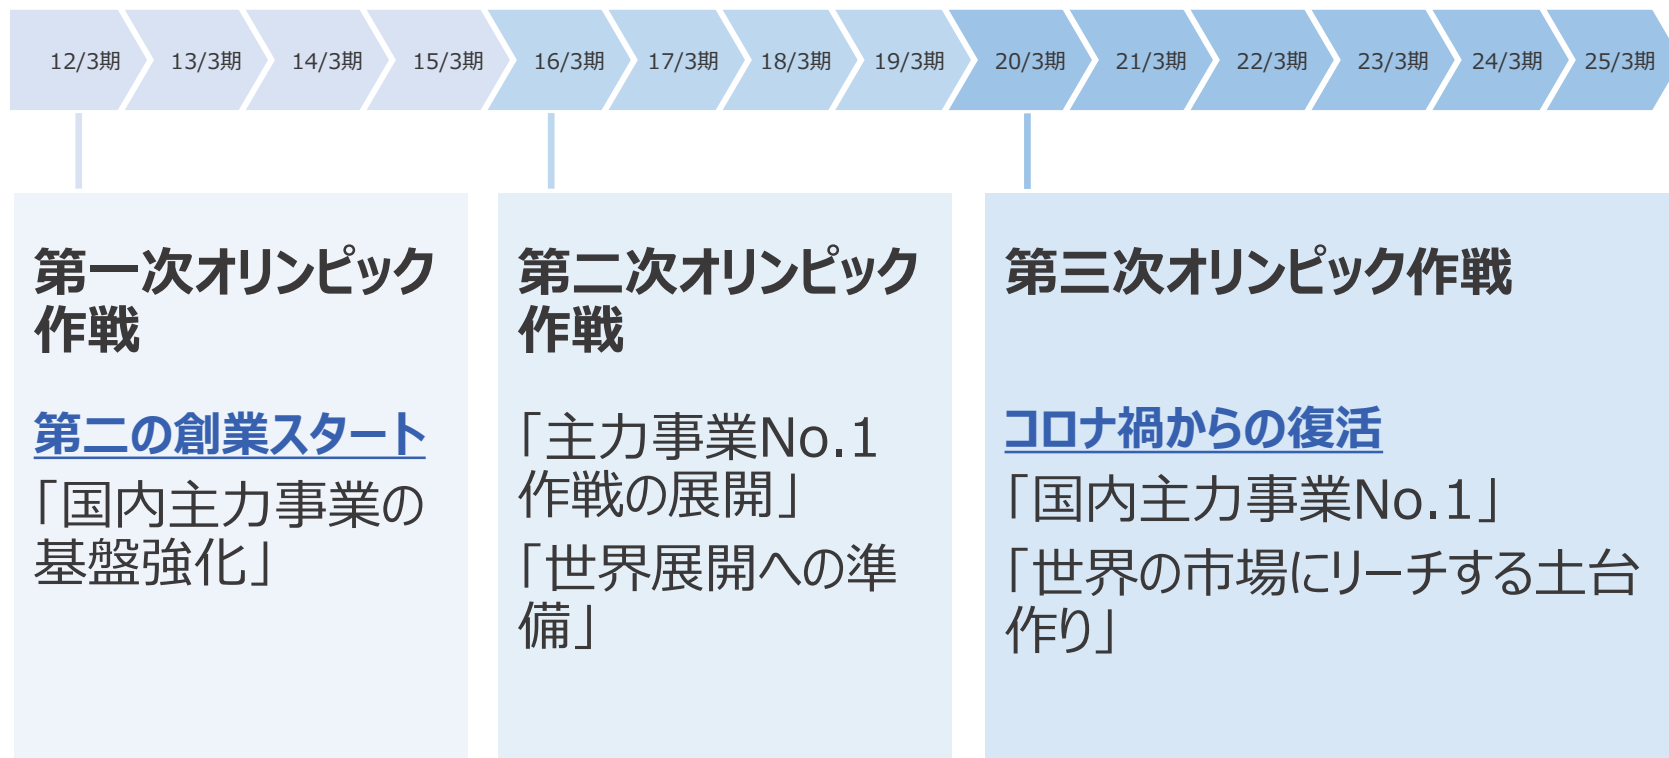 12/3期 13/3期 14/3期 15/3期 16/3期 17/3期 18/3期 19/3期 20/3期 21/3期 22/3期 23/3期 24/3期 25/3期
第一次オリンピック
作戦
第二の創業スタート
「国内主力事業の
基盤強化」
第二次オリンピック
作戦
「主力事業No.1
作戦の展開」
「世界展開への準
備」
第三次オリンピック作戦
コロナ禍からの復活
「国内主力事業No.1」
「世界の市場にリーチする土台
作り」